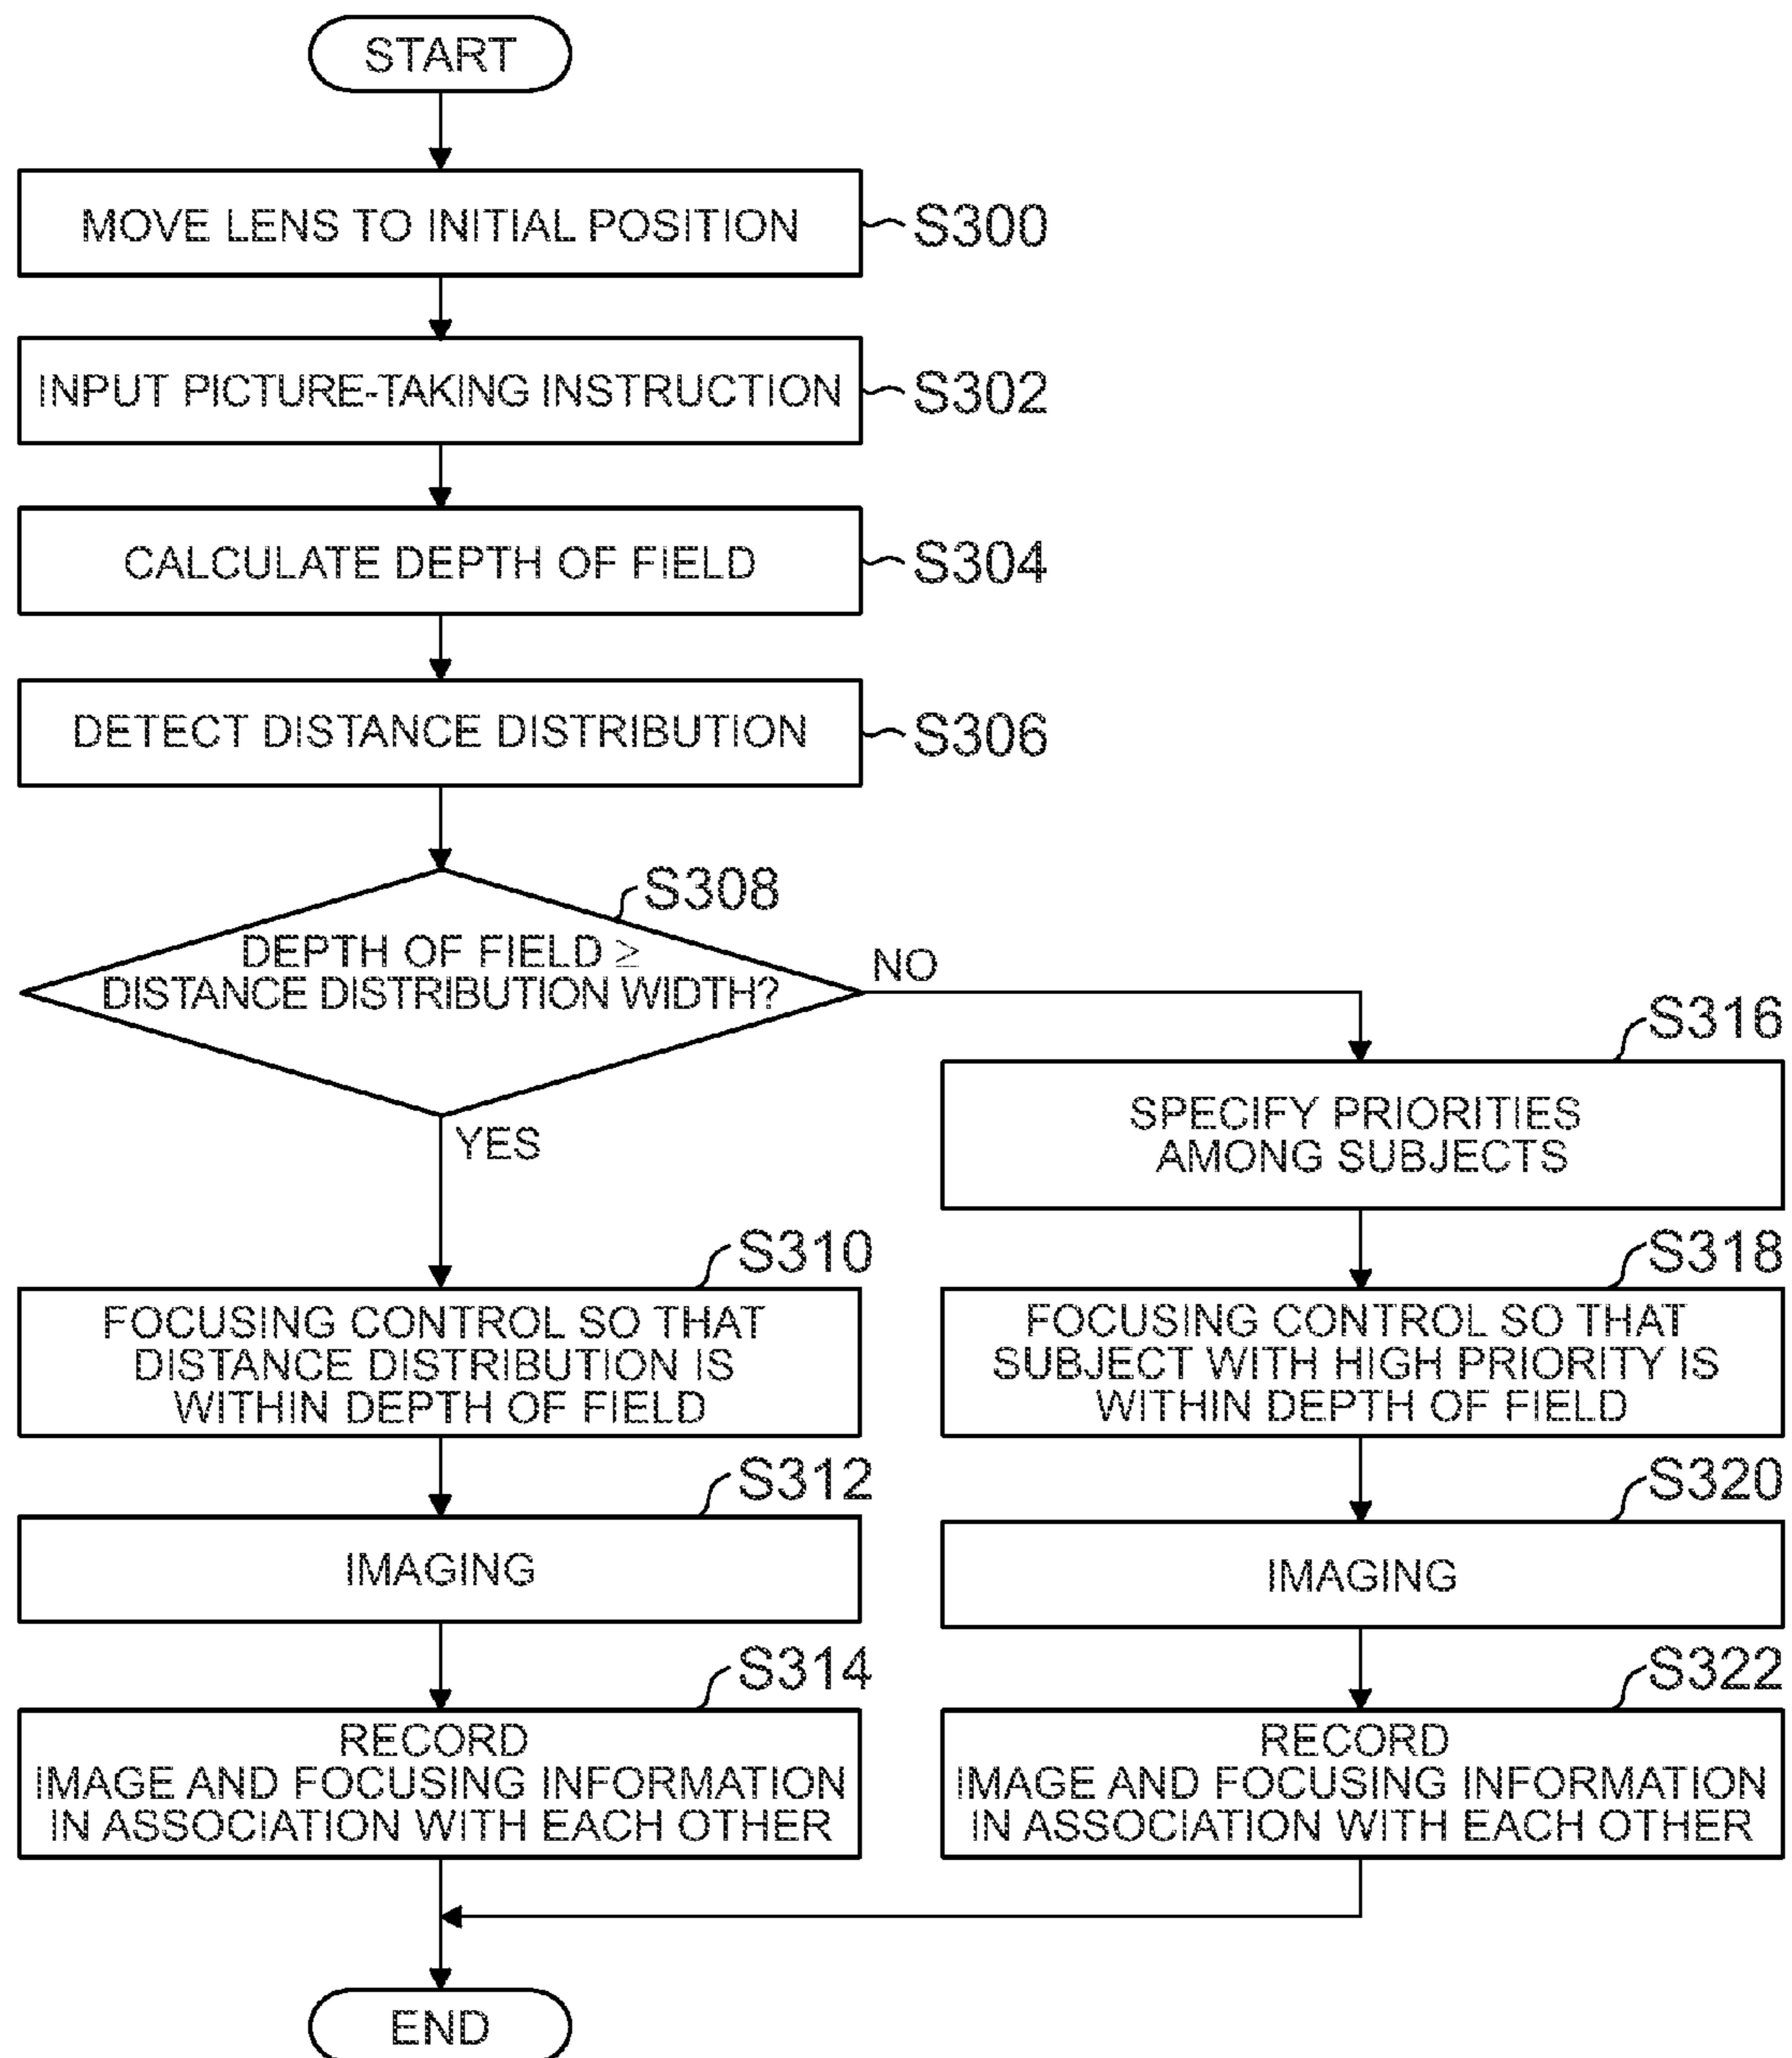 START
MOVE LENS TO INITIAL POSITION
S300
INPUT PICTURE-TAKING INSTRUCTION
S302
CALCULATE DEPTH OF FIELD
S304
DETECT DISTANCE DISTRIBUTION
S306
S308
DEPTH OF FIELD ≥
DISTANCE DISTRIBUTION WIDTH?
NO
YES
S310
FOCUSING CONTROL SO THAT
DISTANCE DISTRIBUTION IS
WITHIN DEPTH OF FIELD
S312
IMAGING
S314
RECORD
IMAGE AND FOCUSING INFORMATION
IN ASSOCIATION WITH EACH OTHER
S316
SPECIFY PRIORITIES
AMONG SUBJECTS
S318
FOCUSING CONTROL SO THAT
SUBJECT WITH HIGH PRIORITY IS
WITHIN DEPTH OF FIELD
S320
IMAGING
S322
RECORD
IMAGE AND FOCUSING INFORMATION
IN ASSOCIATION WITH EACH OTHER
END